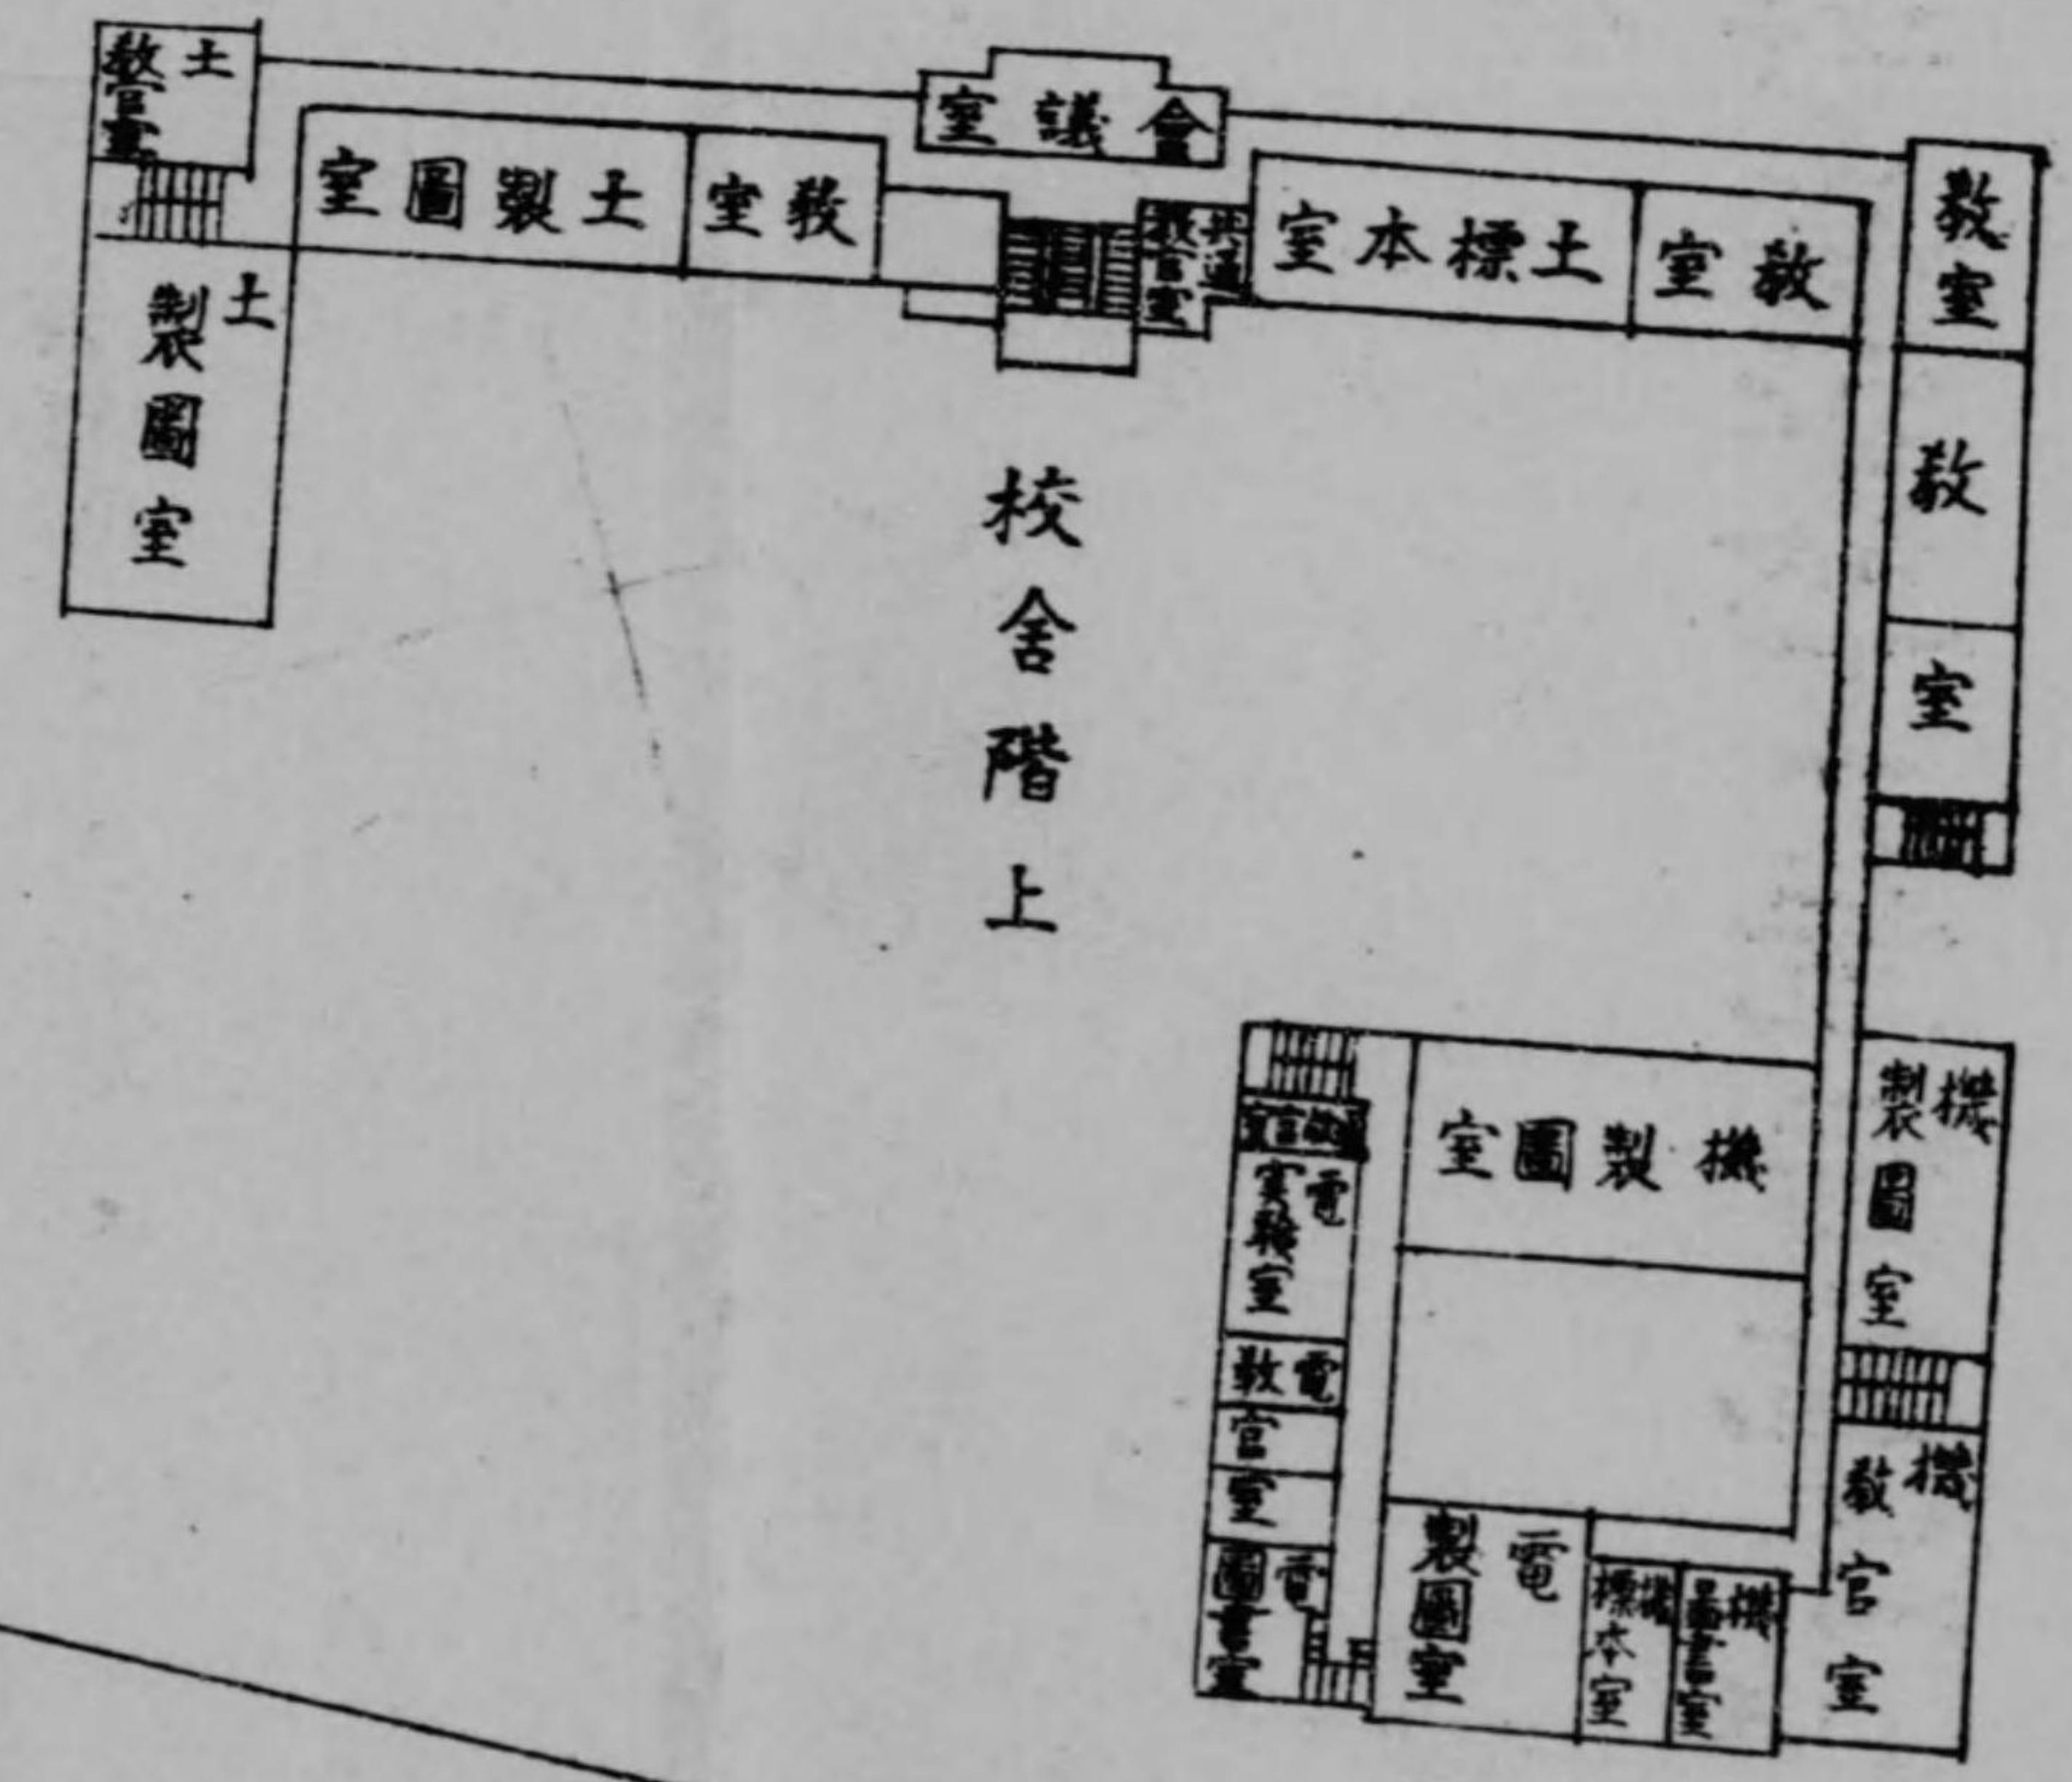 校舍階上
土教官室
土製圖室
土製圖室
教室
會議室
共通教官室
土標本室
教室
教室
教室
機製圖室
機教官室
機製圖室
電實驗室
電教官室
電圖書室
電製圖室
機標本室
機圖書室